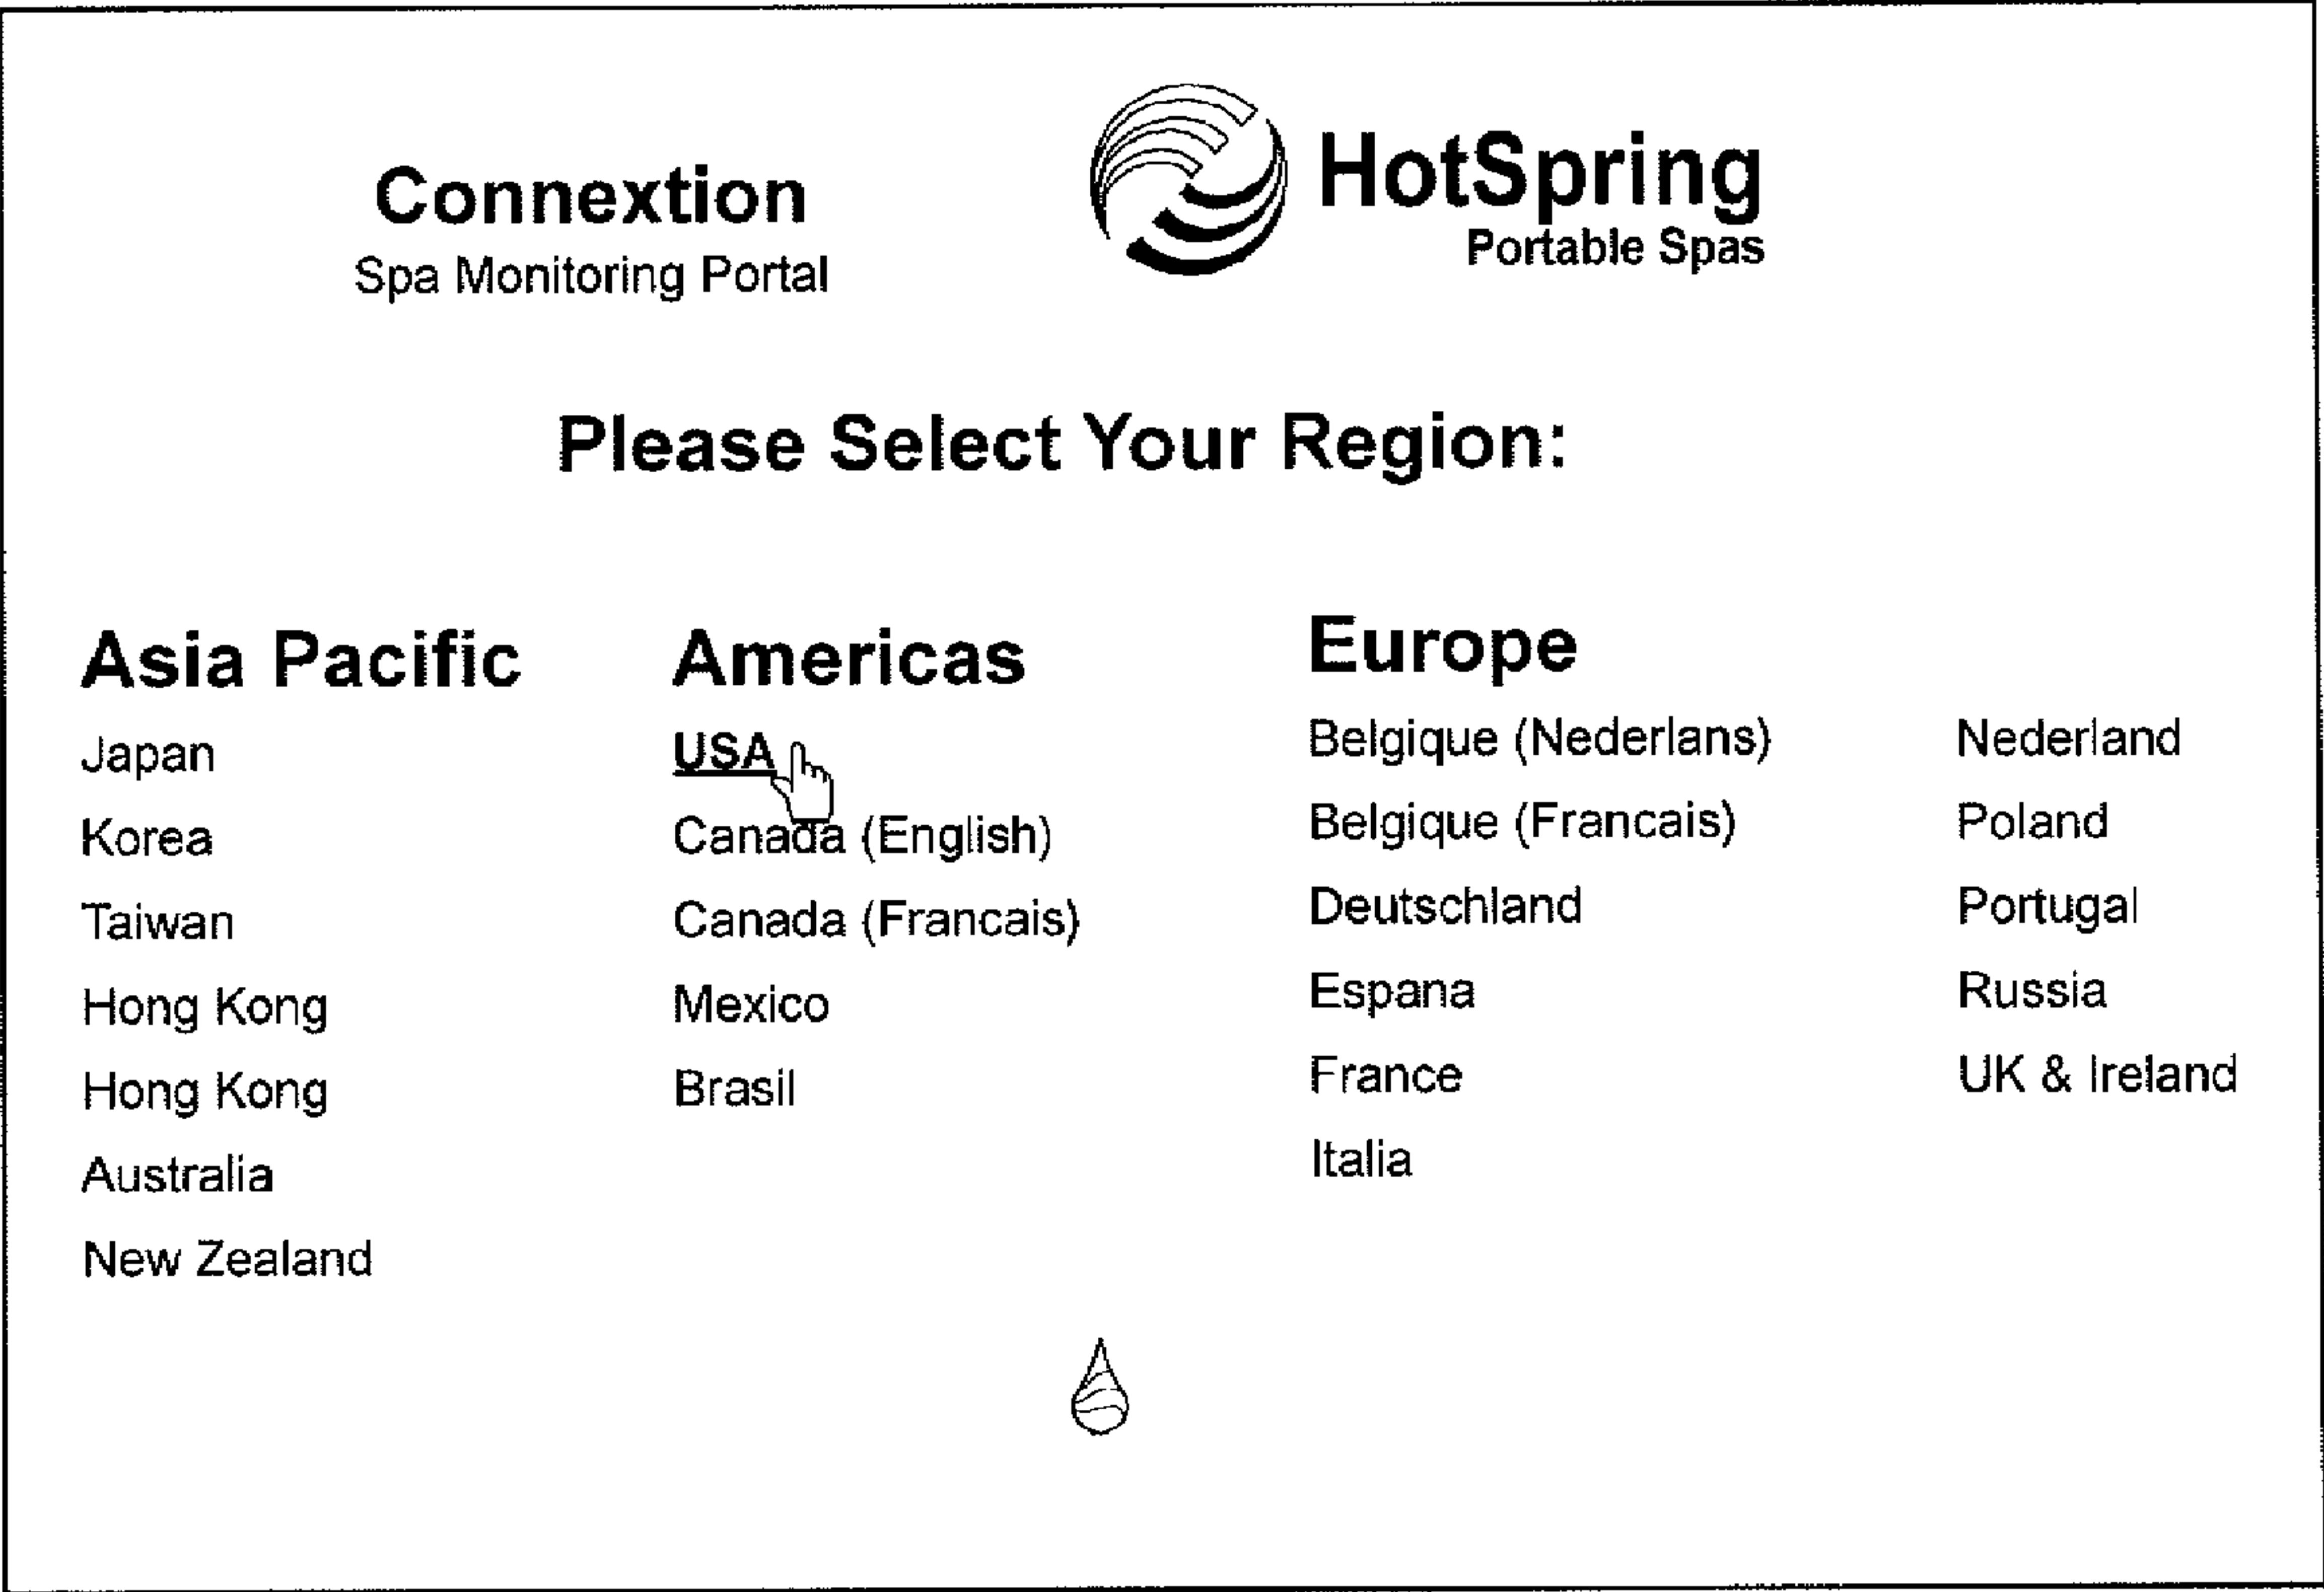 Connextion
Spa Monitoring Portal
HotSpring
Portable Spas
Please Select Your Region:
Asia Pacific
Japan
Korea
Taiwan
Hong Kong
Hong Kong
Australia
New Zealand
Americas
USA
Canada (English)
Canada (Francais)
Mexico
Brasil
Europe
Belgique (Nederlans)
Belgique (Francais)
Deutschland
Espana
France
Italia
Nederland
Poland
Portugal
Russia
UK & Ireland